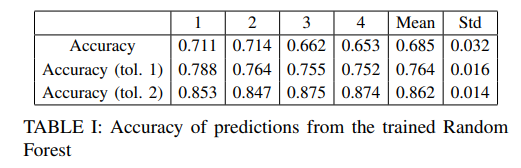 1 2 3 4 Mean Std
Accuracy 0.711 0.714 0.662 0.653 0.685 0.032
Accuracy (tol. 1) 0.788 0.764 0.755 0.752 0.764 0.016
Accuracy (tol. 2) 0.853 0.847 0.875 0.874 0.862 0.014
TABLE I: Accuracy of predictions from the trained Random
Forest